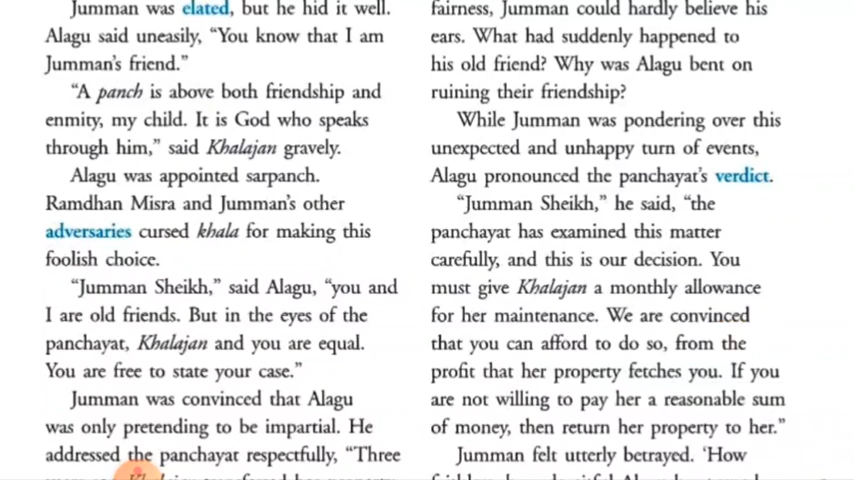 Jumman was elated, but he hid it well.
Alagu said uneasily, “You know that I am
Jumman’s friend.”
“A panch is above both friendship and
enmity, my child. It is God who speaks
through him,” said Khalajan gravely.
Alagu was appointed sarpanch.
Ramdhan Misra and Jumman’s other
adversaries cursed khala for making this
foolish choice.
“Jumman Sheikh,” said Alagu, “you and
I are old friends. But in the eyes of the
panchayat, Khalajan and you are equal.
You are free to state your case.”
Jumman was convinced that Alagu
was only pretending to be impartial. He
addressed the panchayat respectfully, “Three
Khalajan
fairness, Jumman could hardly believe his
ears. What had suddenly happened to
his old friend? Why was Alagu bent on
ruining their friendship?
While Jumman was pondering over this
unexpected and unhappy turn of events,
Alagu pronounced the panchayat’s verdict.
“Jumman Sheikh,” he said, “the
panchayat has examined this matter
carefully, and this is our decision. You
must give Khalajan a monthly allowance
for her maintenance. We are convinced
that you can afford to do so, from the
profit that her property fetches you. If you
are not willing to pay her a reasonable sum
of money, then return her property to her.”
Jumman felt utterly betrayed. ‘How